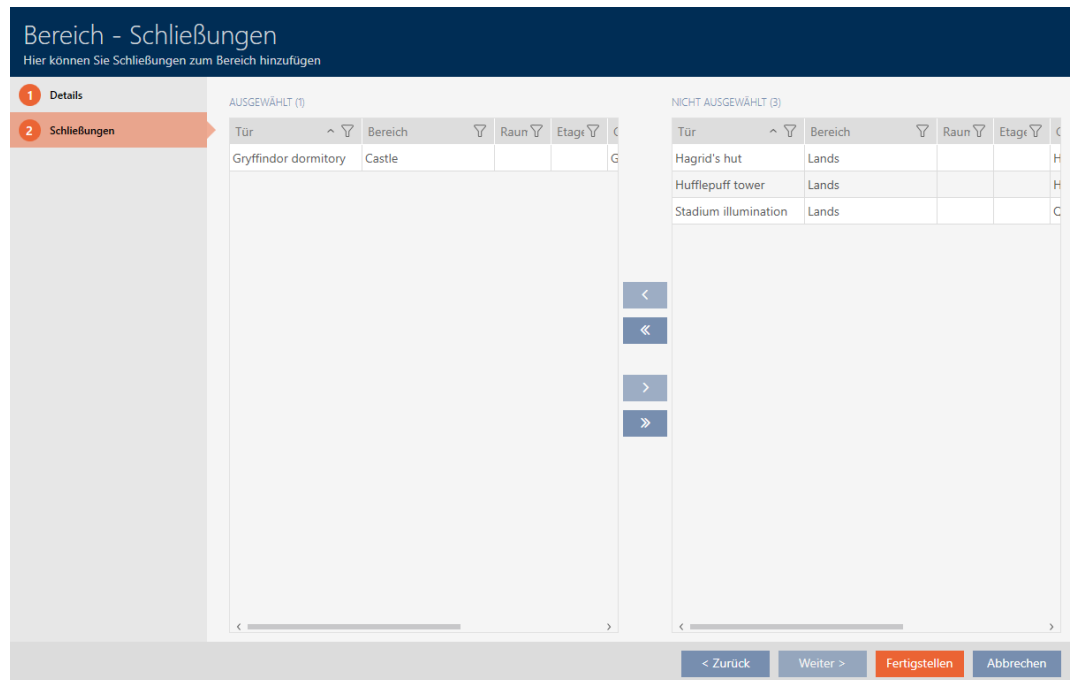 Bereich - Schließungen
Hier können Sie Schließungen zum Bereich hinzufügen
1 Details
2 Schließungen
AUSGEWÄHLT (1)
Tür Bereich Raum Etage
Gryffindor dormitory Castle G
NICHT AUSGEWÄHLT (3)
Tür Bereich Raum Etage
Hagrid's hut Lands H
Hufflepuff tower Lands H
Stadium illumination Lands
< Zurück Weiter > Fertigstellen Abbrechen